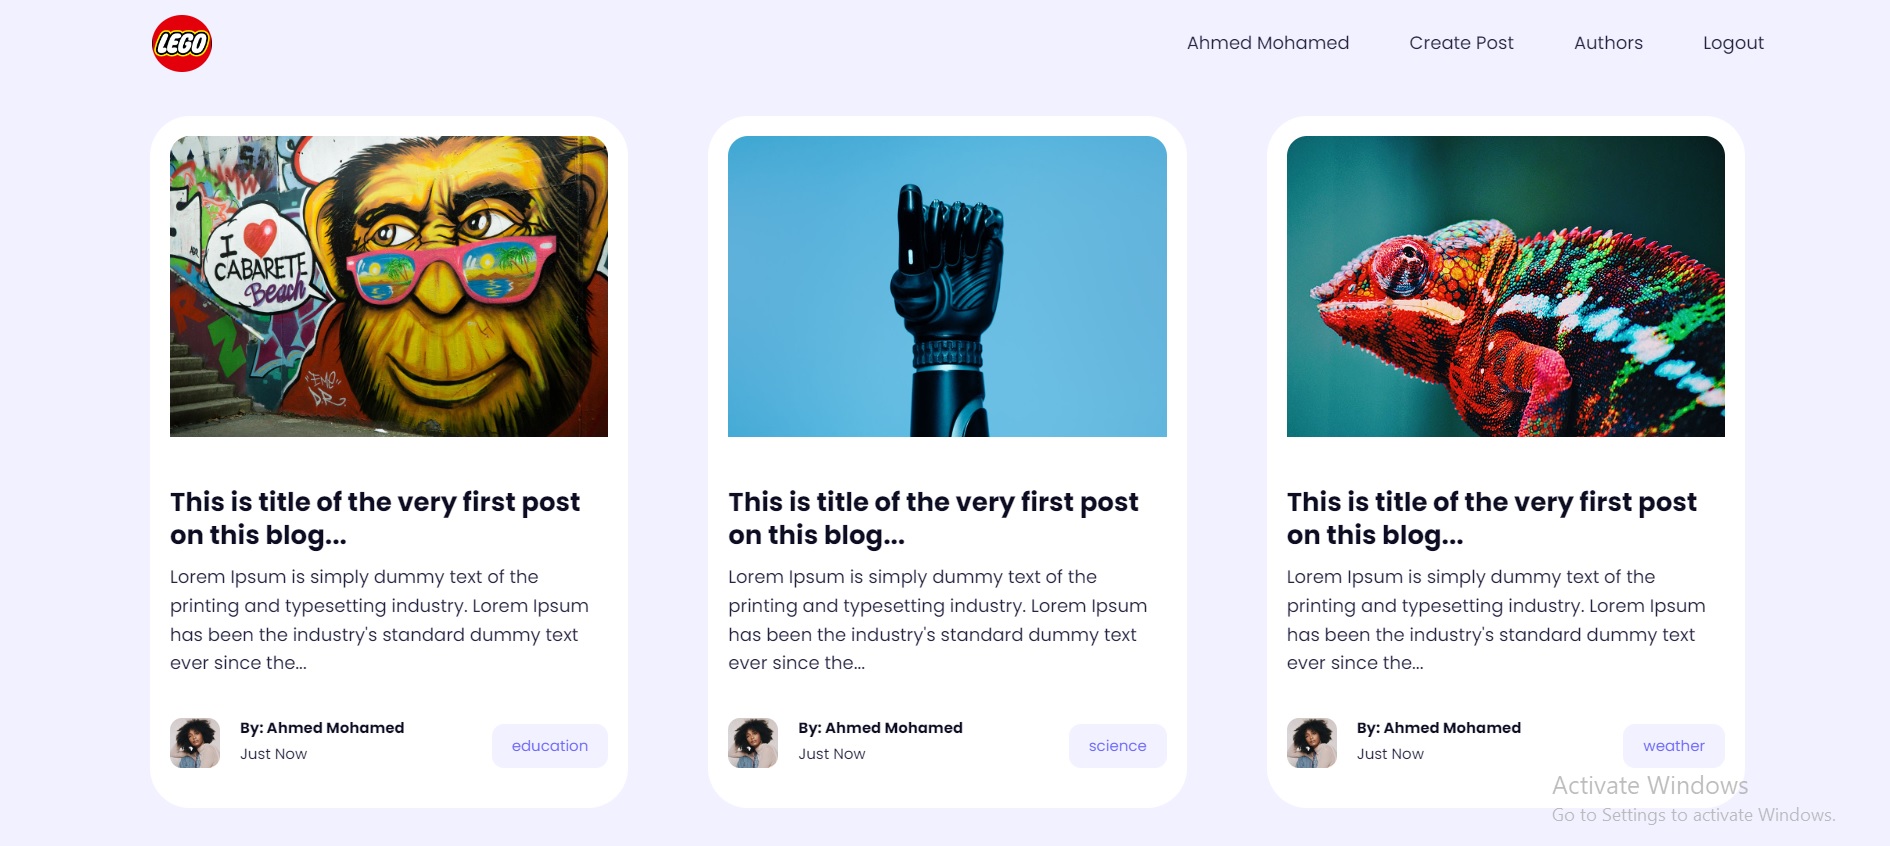 LEGO
Ahmed Mohamed
Create Post
Authors
Logout
I ❤
CABARETE
Beach
This is title of the very first post
on this blog...
Lorem Ipsum is simply dummy text of the
printing and typesetting industry. Lorem Ipsum
has been the industry's standard dummy text
ever since the...
By: Ahmed Mohamed
Just Now
education
This is title of the very first post
on this blog...
Lorem Ipsum is simply dummy text of the
printing and typesetting industry. Lorem Ipsum
has been the industry's standard dummy text
ever since the...
By: Ahmed Mohamed
Just Now
science
This is title of the very first post
on this blog...
Lorem Ipsum is simply dummy text of the
printing and typesetting industry. Lorem Ipsum
has been the industry's standard dummy text
ever since the...
By: Ahmed Mohamed
Just Now
weather
Activate Windows
Go to Settings to activate Windows.